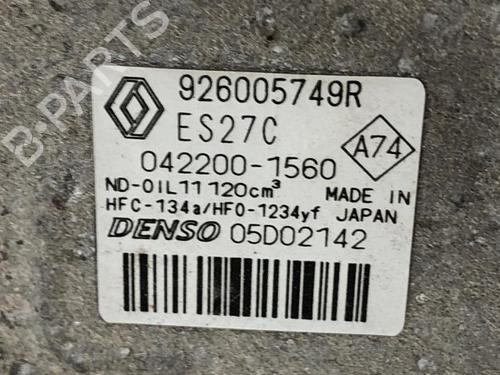 B-PARTS
926005749R
ES27C
A74
042200-1560
ND-OIL11 120cm³ MADE IN
HFC-134a/HFO-1234yf JAPAN
DENSO 05D02142